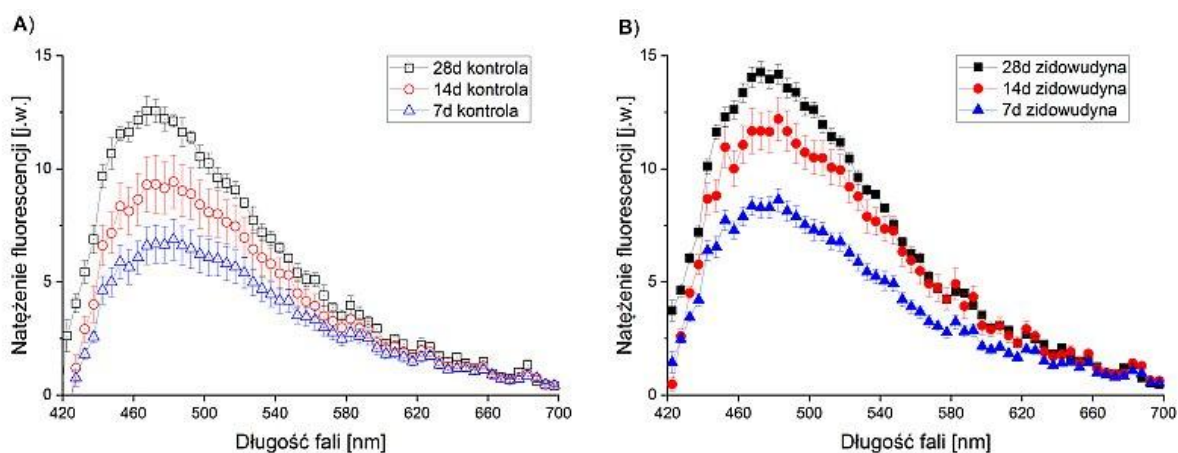 A)
15
10
5
0
Natężenie fluorescencji [j.w.]
28d kontrola
14d kontrola
7d kontrola
420 460 500 540 580 620 660 700
Długość fali [nm]
B)
15
10
5
0
Natężenie fluorescencji [j.w.]
28d zidowudyna
14d zidowudyna
7d zidowudyna
420 460 500 540 580 620 660 700
Długość fali [nm]